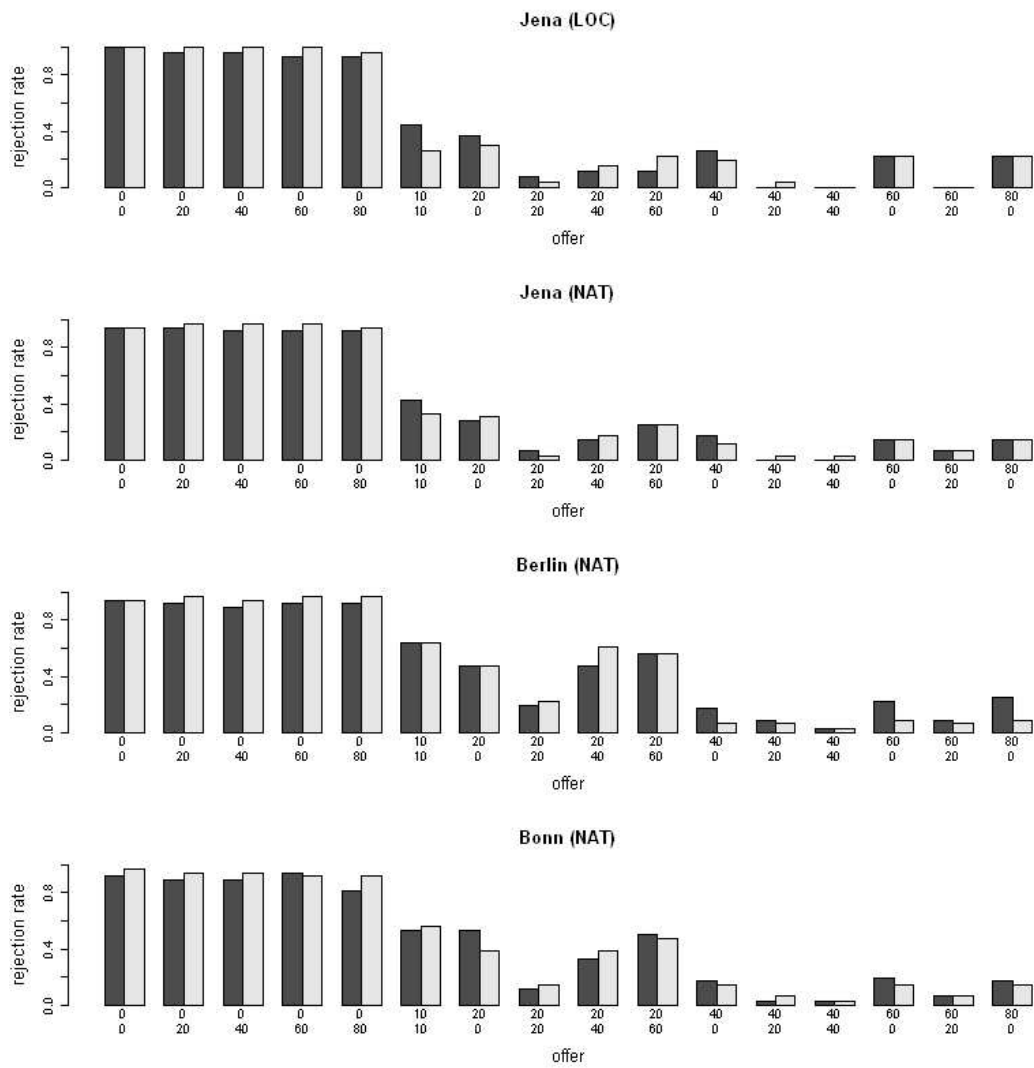 Jena (LOC)
rejection rate
0.0 0.4 0.8
0 0 0 0 0 10 20 20 20 20 40 40 40 60 60 80
0 20 40 60 80 10 0 20 40 60 0 20 40 0 20 0
offer
Jena (NAT)
rejection rate
0.0 0.4 0.8
0 0 0 0 0 10 20 20 20 20 40 40 40 60 60 80
0 20 40 60 80 10 0 20 40 60 0 20 40 0 20 0
offer
Berlin (NAT)
rejection rate
0.0 0.4 0.8
0 0 0 0 0 10 20 20 20 20 40 40 40 60 60 80
0 20 40 60 80 10 0 20 40 60 0 20 40 0 20 0
offer
Bonn (NAT)
rejection rate
0.0 0.4 0.8
0 0 0 0 0 10 20 20 20 20 40 40 40 60 60 80
0 20 40 60 80 10 0 20 40 60 0 20 40 0 20 0
offer